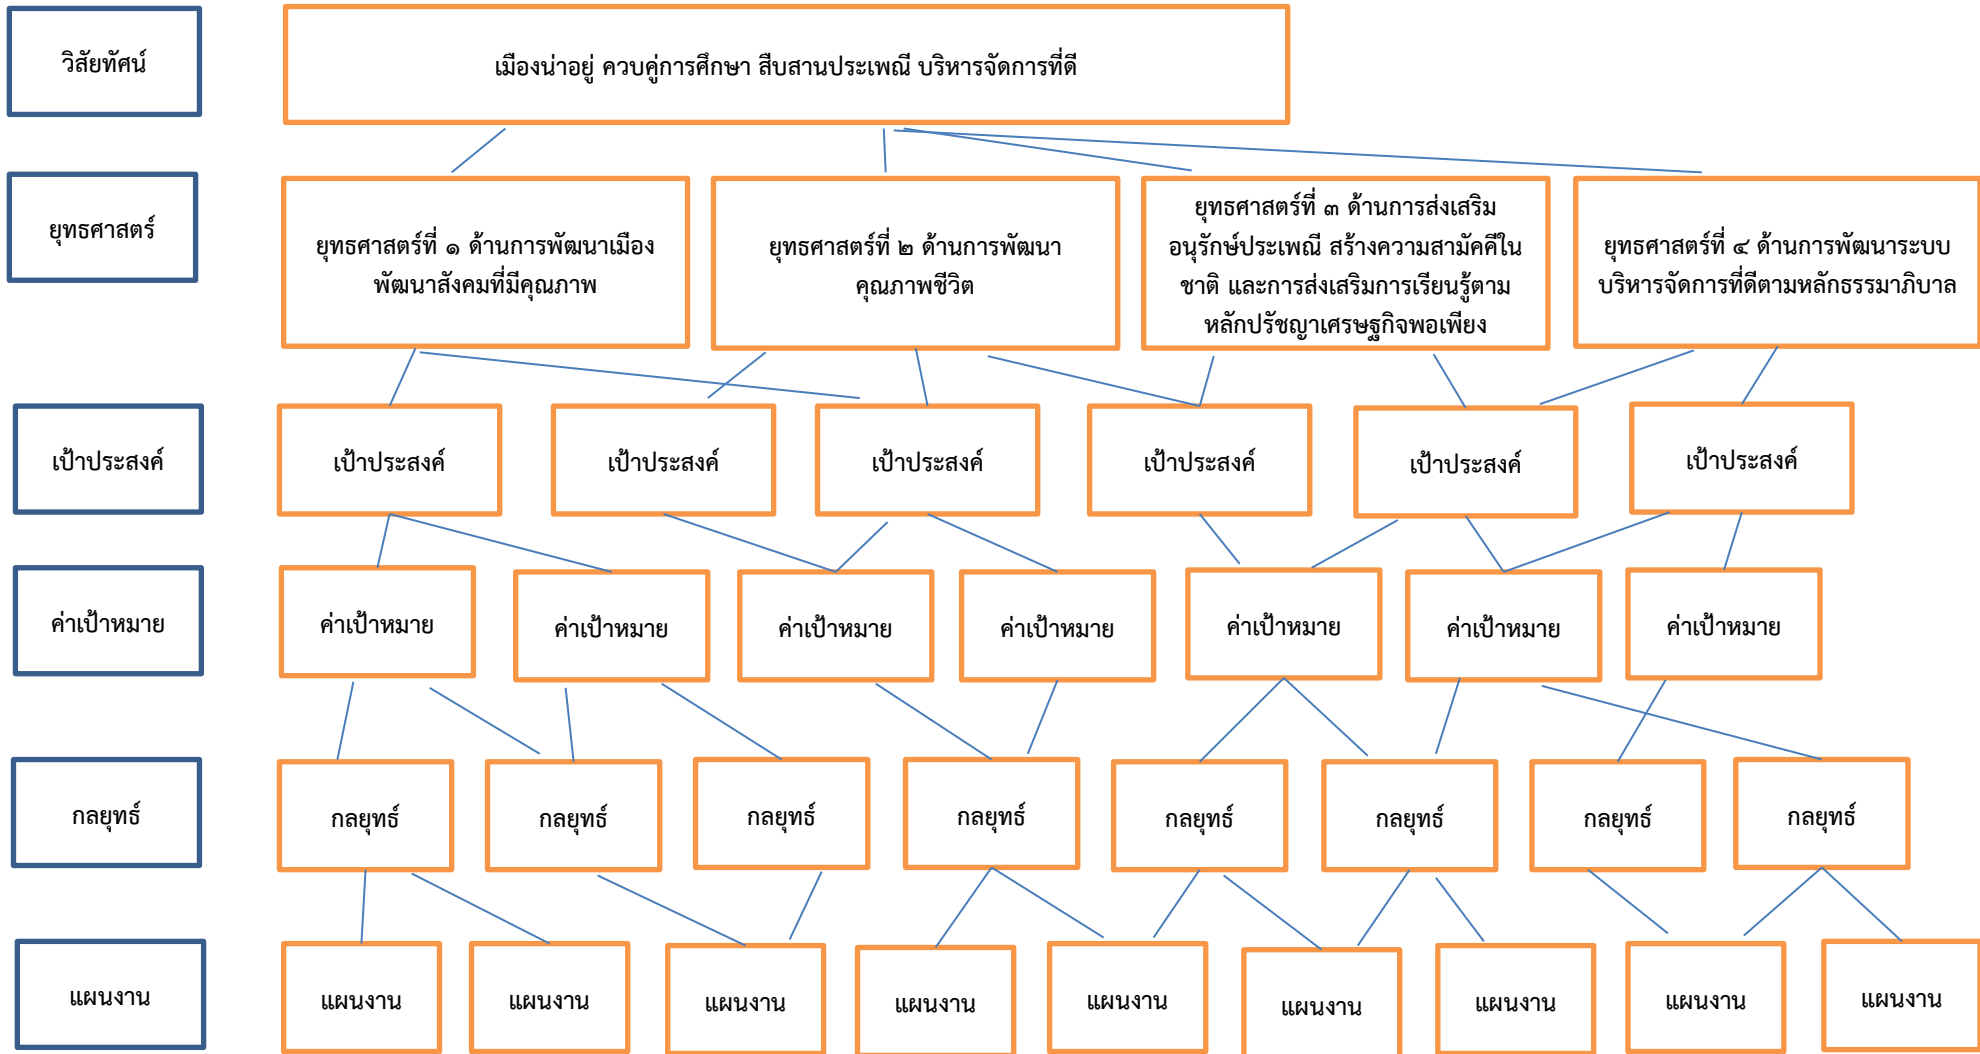 วิสัยทัศน์
เมืองน่าอยู่ ควบคู่การศึกษา สืบสานประเพณี บริหารจัดการที่ดี
ยุทธศาสตร์
ยุทธศาสตร์ที่ ๑ ด้านการพัฒนาเมือง
พัฒนาสังคมที่มีคุณภาพ
ยุทธศาสตร์ที่ ๒ ด้านการพัฒนา
คุณภาพชีวิต
ยุทธศาสตร์ที่ ๓ ด้านการส่งเสริม
อนุรักษ์ประเพณี สร้างความสามัคคีใน
ชาติ และการส่งเสริมการเรียนรู้ตาม
หลักปรัชญาเศรษฐกิจพอเพียง
ยุทธศาสตร์ที่ ๔ ด้านการพัฒนาระบบ
บริหารจัดการที่ดีตามหลักธรรมาภิบาล
เป้าประสงค์
เป้าประสงค์
เป้าประสงค์
เป้าประสงค์
เป้าประสงค์
เป้าประสงค์
เป้าประสงค์
ค่าเป้าหมาย
ค่าเป้าหมาย
ค่าเป้าหมาย
ค่าเป้าหมาย
ค่าเป้าหมาย
ค่าเป้าหมาย
ค่าเป้าหมาย
ค่าเป้าหมาย
กลยุทธ์
กลยุทธ์
กลยุทธ์
กลยุทธ์
กลยุทธ์
กลยุทธ์
กลยุทธ์
กลยุทธ์
กลยุทธ์
แผนงาน
แผนงาน
แผนงาน
แผนงาน
แผนงาน
แผนงาน
แผนงาน
แผนงาน
แผนงาน
แผนงาน